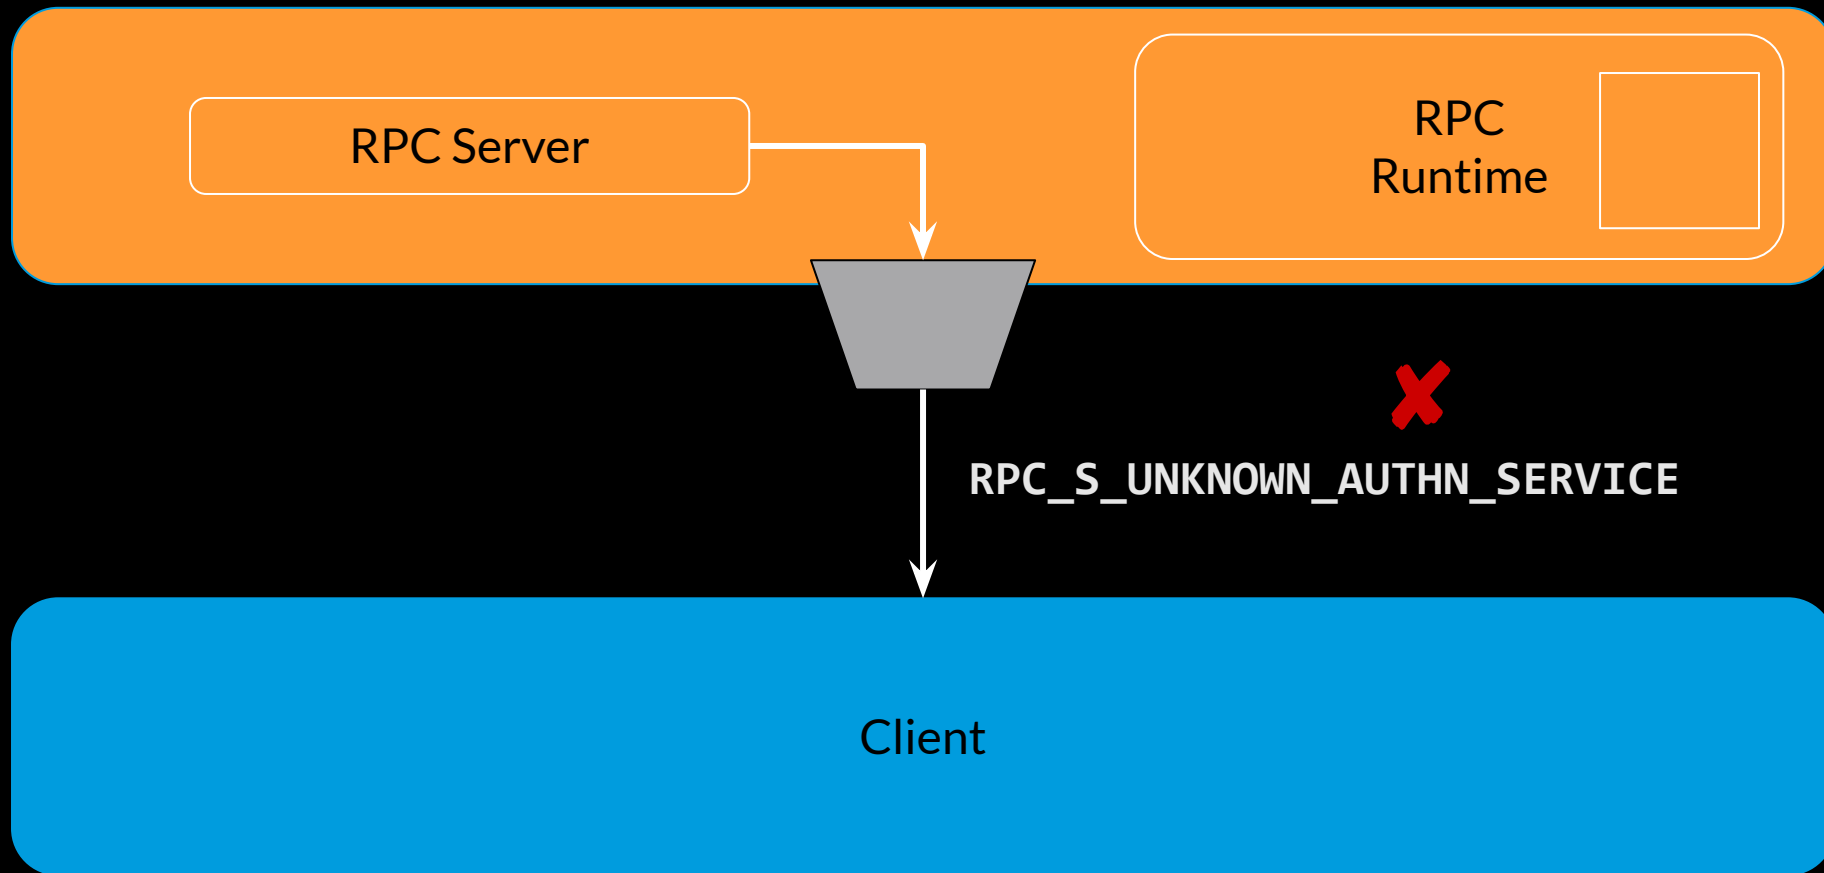 RPC Server
RPC
Runtime
RPC_S_UNKNOWN_AUTHN_SERVICE
Client